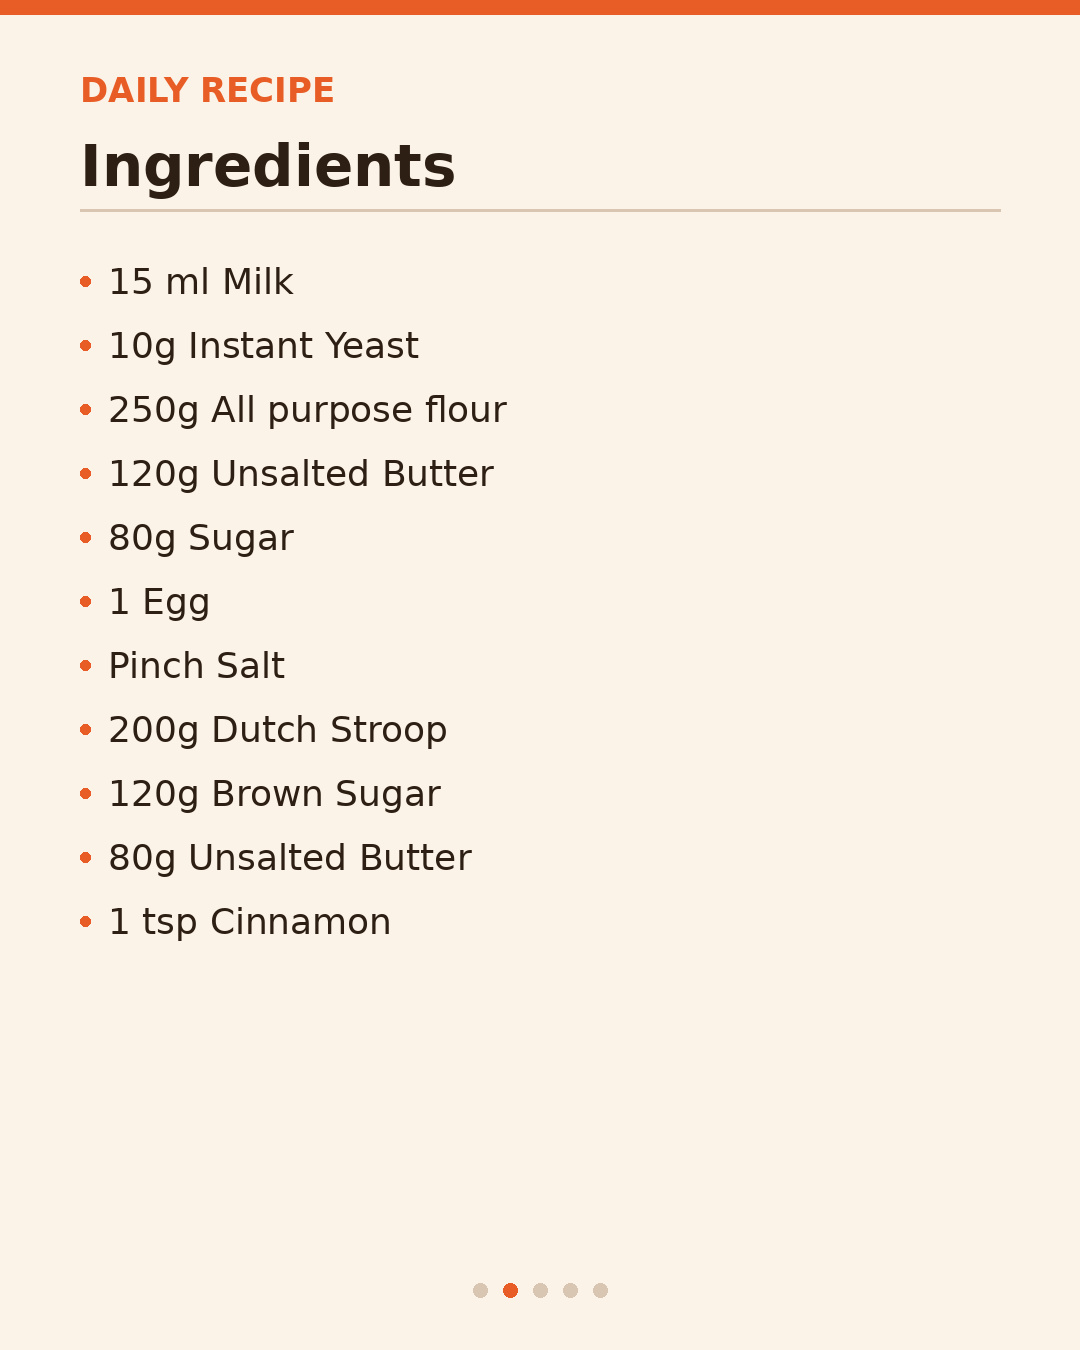 DAILY RECIPE
Ingredients
15 ml Milk
10g Instant Yeast
250g All purpose flour
120g Unsalted Butter
80g Sugar
1 Egg
Pinch Salt
200g Dutch Stroop
120g Brown Sugar
80g Unsalted Butter
1 tsp Cinnamon